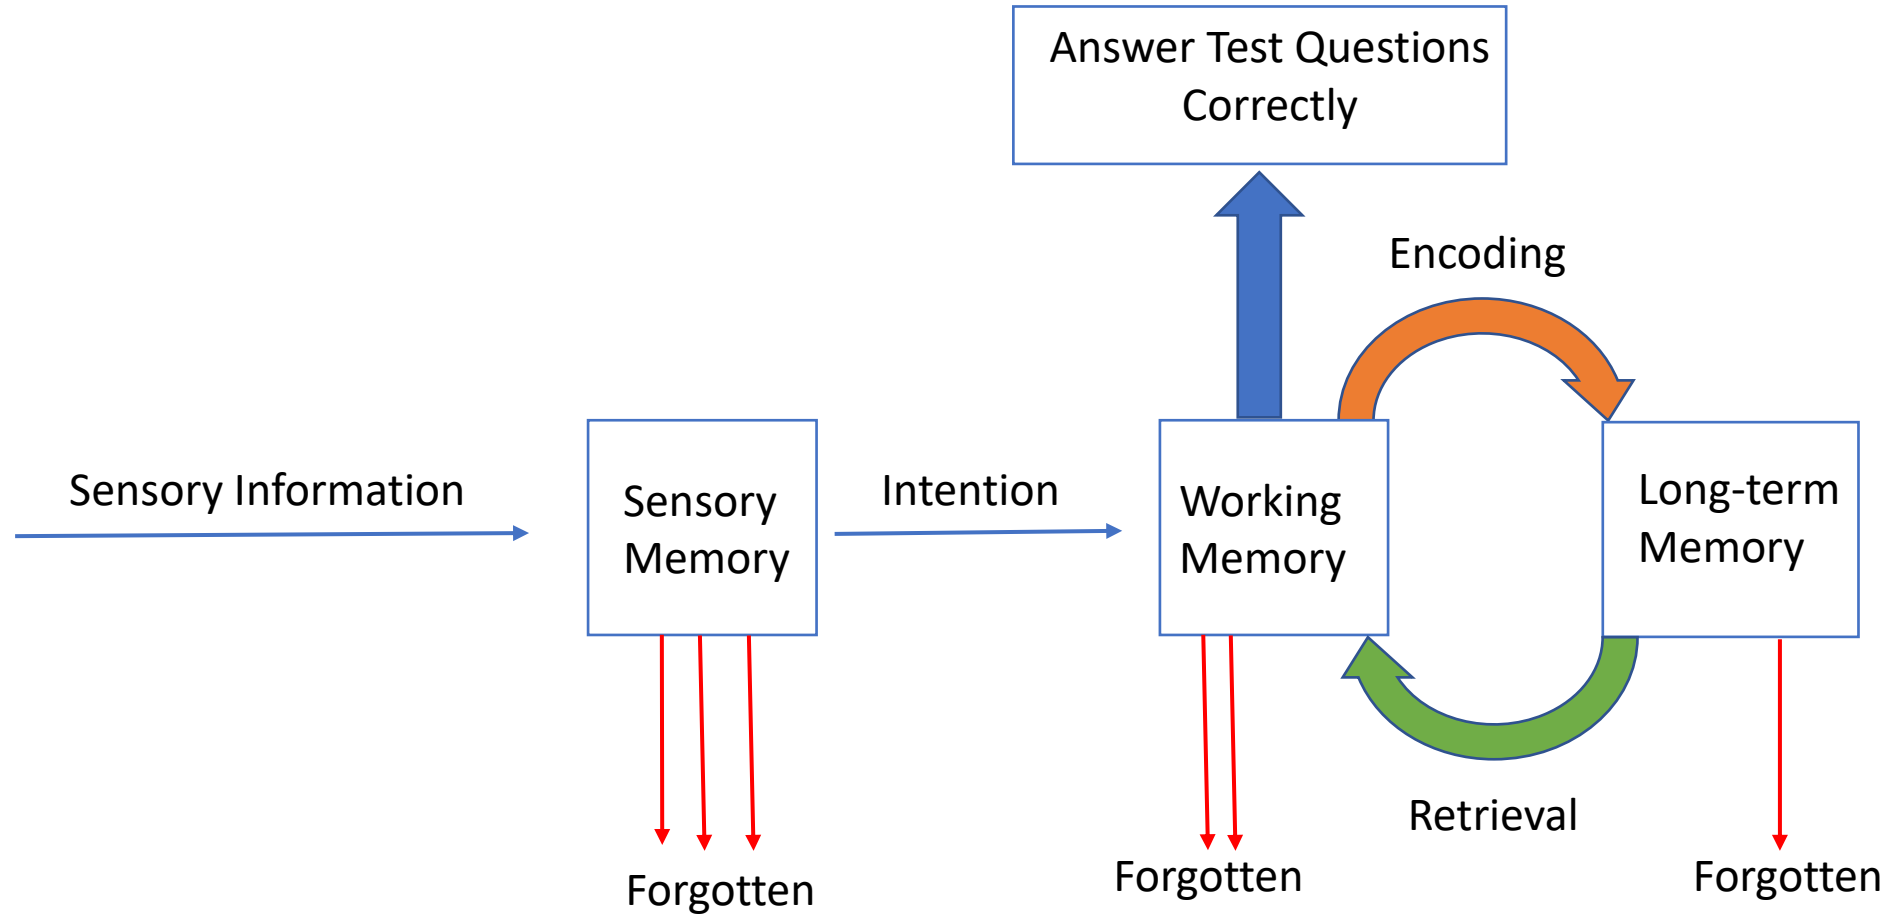 Answer Test Questions
Correctly
Encoding
Sensory Information
Sensory
Memory
Intention
Working
Memory
Long-term
Memory
Retrieval
Forgotten
Forgotten
Forgotten